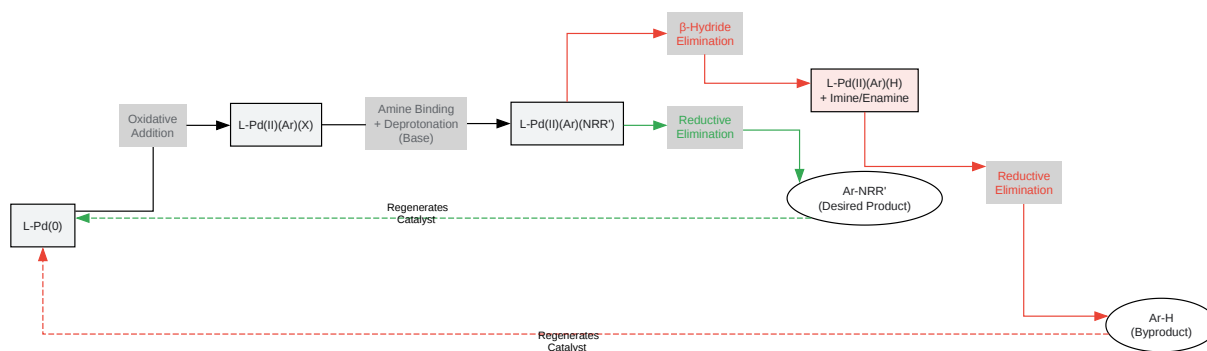 β-Hydride
Elimination
L-Pd(II)(Ar)(H)
+ Imine/Enamine
Oxidative
Addition
L-Pd(II)(Ar)(X)
Amine Binding
+ Deprotonation
(Base)
L-Pd(II)(Ar)(NRR')
Reductive
Elimination
Reductive
Elimination
Ar-NRR'
(Desired Product)
Regenerates
Catalyst
L-Pd(0)
Ar-H
(Byproduct)
Regenerates
Catalyst